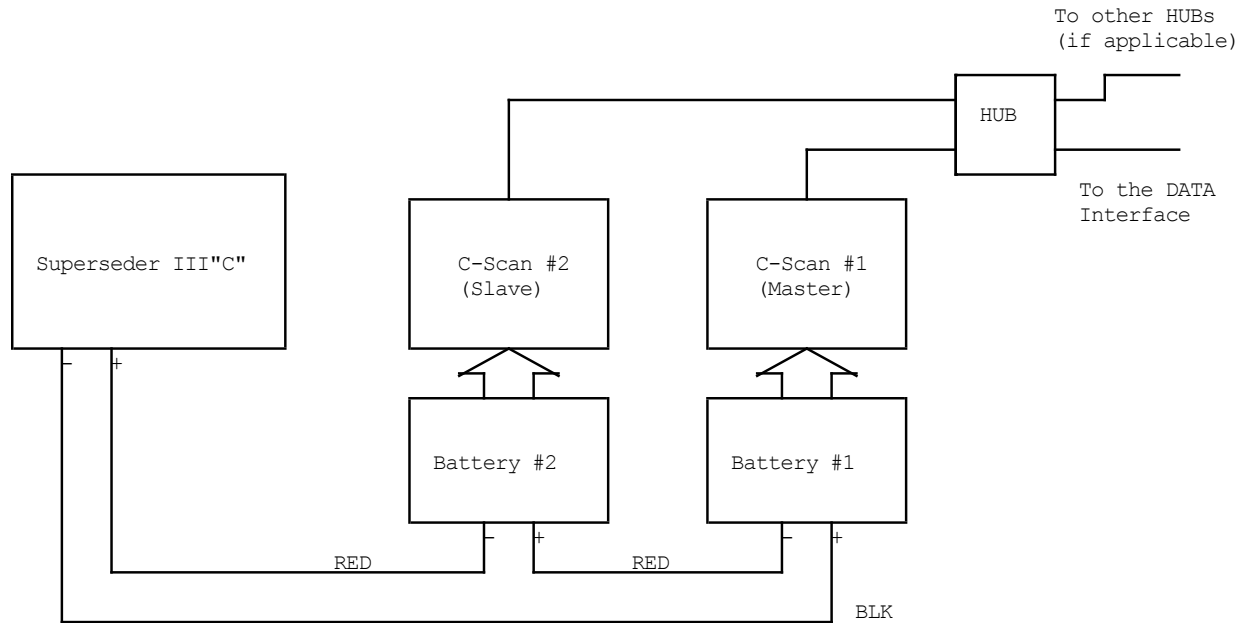 To other HUBs
(if applicable)
HUB
To the DATA
Interface
Superseder III"C"
C-Scan #2
(Slave)
C-Scan #1
(Master)
- +
Battery #2
Battery #1
- +
- +
RED
RED
BLK